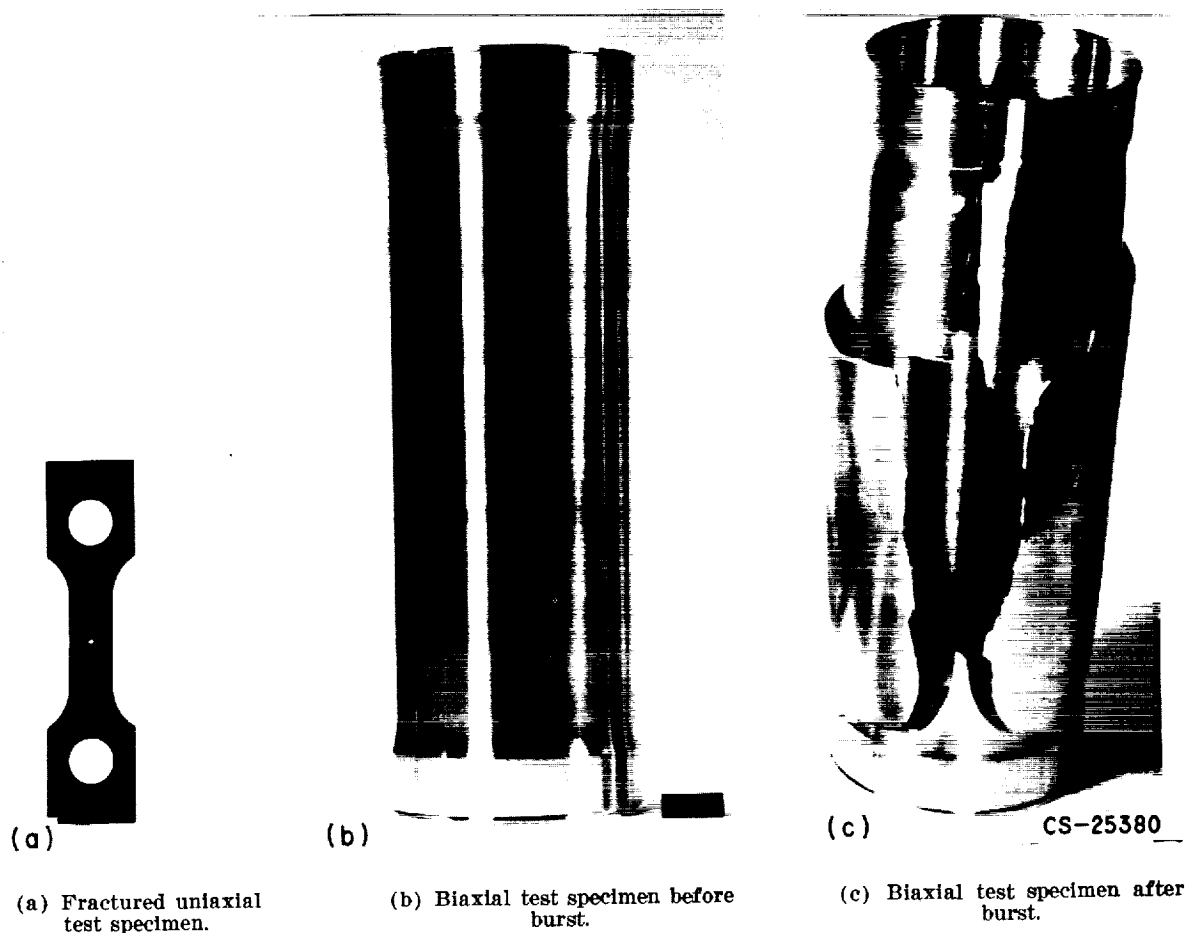 (a)
(b)
(c)
CS-25380
(a) Fractured uniaxial
test specimen.
(b) Biaxial test specimen before
burst.
(c) Biaxial test specimen after
burst.